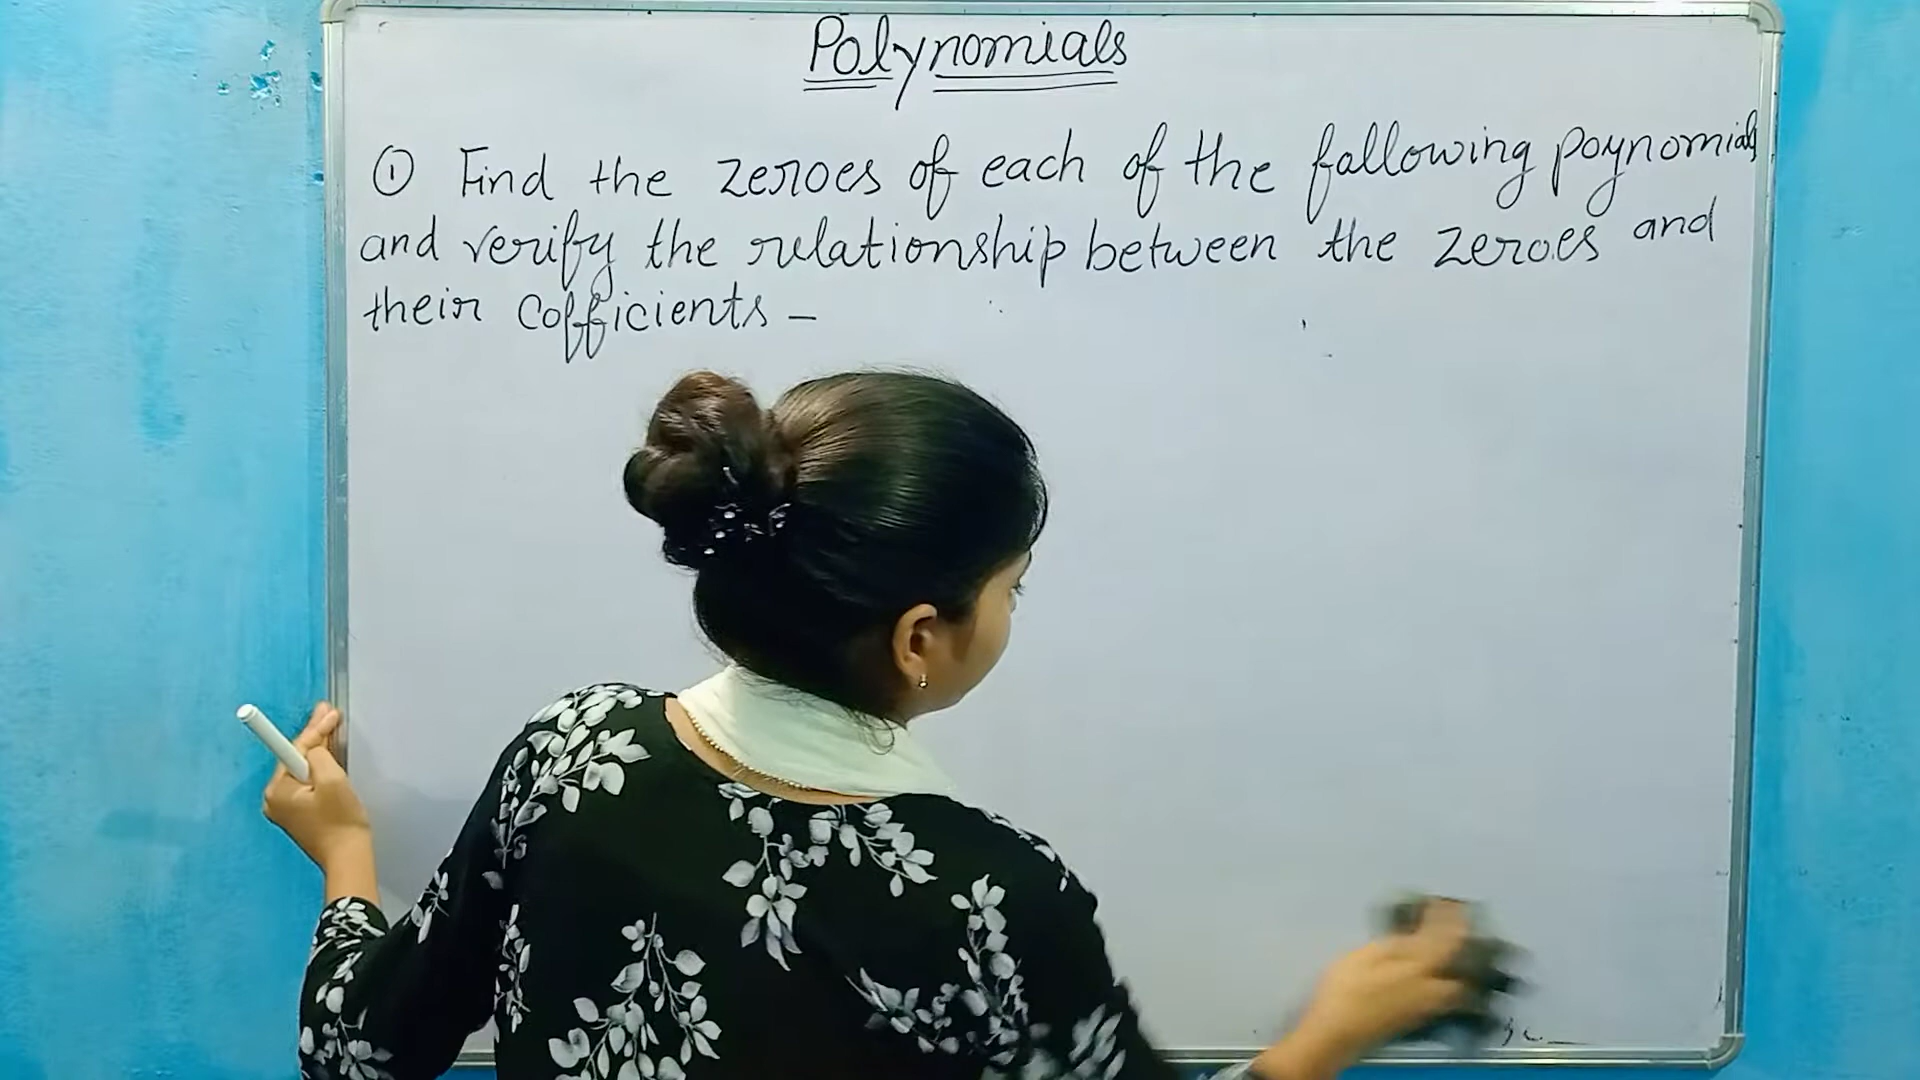 Polynomials
① Find the zeroes of each of the fallowing poynomials
and verify the relationship between the zeroes and
their cofficients –